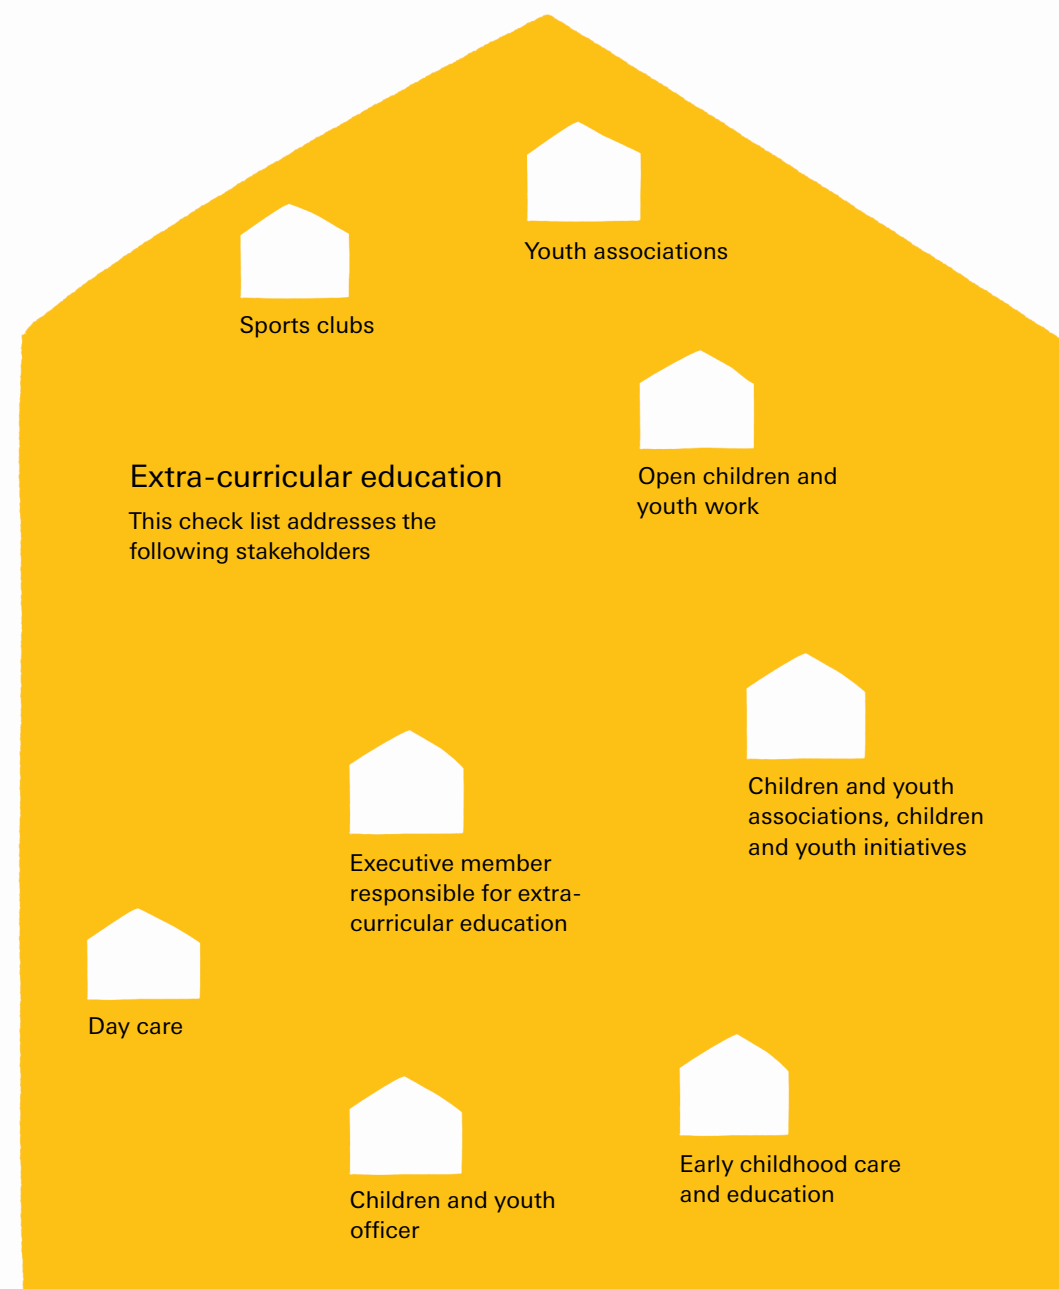 Youth associations
Sports clubs
Extra-curricular education
This check list addresses the
following stakeholders
Open children and
youth work
Children and youth
associations, children
and youth initiatives
Executive member
responsible for extra-
curricular education
Day care
Early childhood care
and education
Children and youth
officer